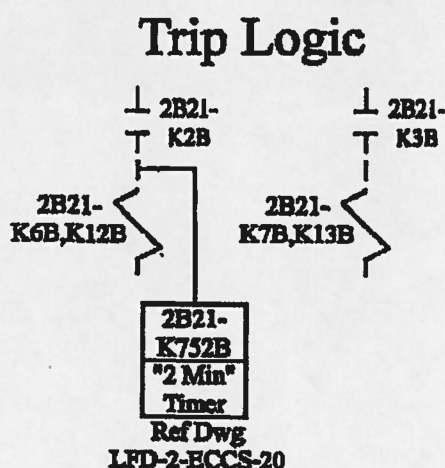 Trip Logic
2B21-
K2B
2B21-
K3B
2B21-
K6B,K12B
2B21-
K7B,K13B
2B21-
K752B
"2 Min"
Timer
Ref Dwg
LFD-2-ECCS-20